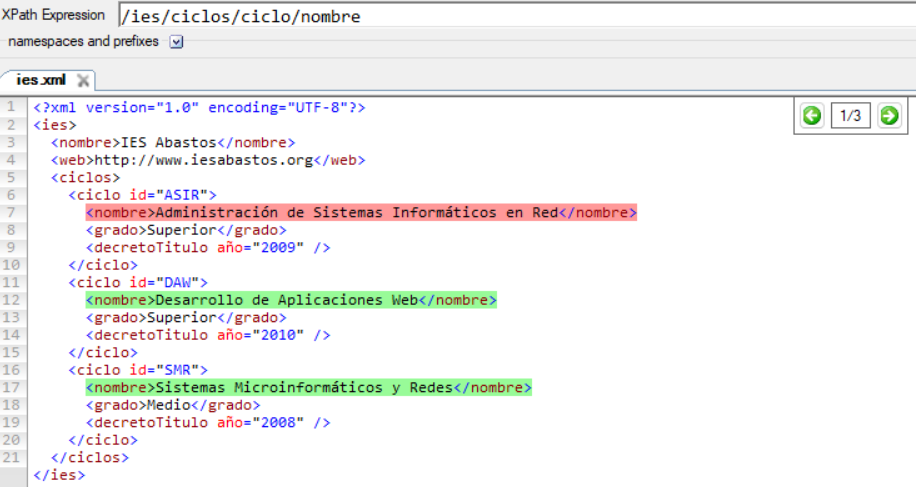 XPath Expression /ies/ciclos/ciclo/nombre
namespaces and prefixes
ies.xml
1 <?xml version="1.0" encoding="UTF-8"?>
1/3
2 <ies>
3 <nombre>IES Abastos</nombre>
4 <web>http://www.iesabastos.org</web>
5 <ciclos>
6 <ciclo id="ASIR">
7 <nombre>Administración de Sistemas Informáticos en Red</nombre>
8 <grado>Superior</grado>
9 <decretoTitulo año="2009" />
10 </ciclo>
11 <ciclo id="DAW">
12 <nombre>Desarrollo de Aplicaciones Web</nombre>
13 <grado>Superior</grado>
14 <decretoTitulo año="2010" />
15 </ciclo>
16 <ciclo id="SMR">
17 <nombre>Sistemas Microinformáticos y Redes</nombre>
18 <grado>Medio</grado>
19 <decretoTitulo año="2008" />
20 </ciclo>
21 </ciclos>
</ies>